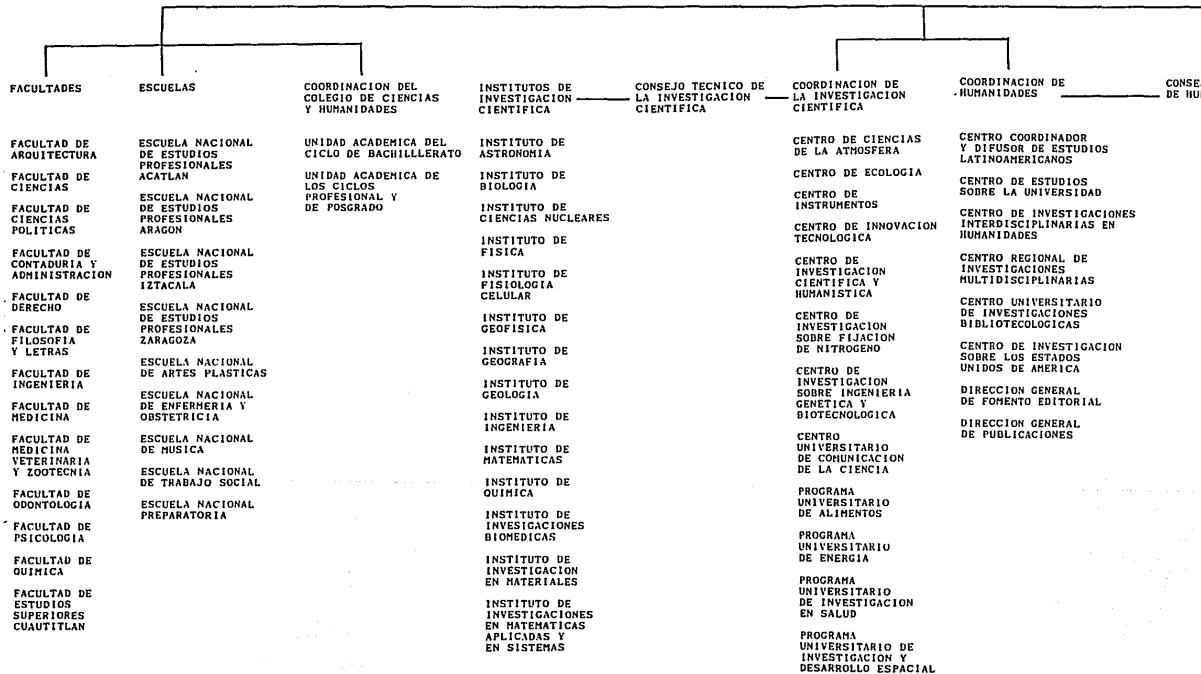 FACULTADES
FACULTAD DE
ARQUITECTURA
FACULTAD DE
CIENCIAS
FACULTAD DE
CIENCIAS
POLITICAS
FACULTAD DE
CONTADURIA Y
ADMINISTRACION
FACULTAD DE
DERECHO
FACULTAD DE
FILOSOFIA
Y LETRAS
FACULTAD DE
INGENIERIA
FACULTAD DE
MEDICINA
FACULTAD DE
MEDICINA
VETERINARIA
Y ZOOTECNIA
FACULTAD DE
ODONTOLOGIA
FACULTAD DE
PSICOLOGIA
FACULTAD DE
QUIMICA
FACULTAD DE
ESTUDIOS
SUPERIORES
CUAUTITLAN
ESCUELAS
ESCUELA NACIONAL
DE ESTUDIOS
PROFESIONALES
ACATLAN
ESCUELA NACIONAL
DE ESTUDIOS
PROFESIONALES
ARAGON
ESCUELA NACIONAL
DE ESTUDIOS
PROFESIONALES
IZTACALA
ESCUELA NACIONAL
DE ESTUDIOS
PROFESIONALES
ZARAGOZA
ESCUELA NACIONAL
DE ARTES PLASTICAS
ESCUELA NACIONAL
DE ENFERMERIA Y
OBSTETRICIA
ESCUELA NACIONAL
DE MUSICA
ESCUELA NACIONAL
DE TRABAJO SOCIAL
ESCUELA NACIONAL
PREPARATORIA
COORDINACION DEL
COLEGIO DE CIENCIAS
Y HUMANIDADES
UNIDAD ACADEMICA DEL
CICLO DE BACHILLLERATO
UNIDAD ACADEMICA DE
LOS CICLOS
PROFESIONAL Y
DE POSGRADO
INSTITUTOS DE
INVESTIGACION
CIENTIFICA
INSTITUTO DE
ASTRONOMIA
INSTITUTO DE
BIOLOGIA
INSTITUTO DE
CIENCIAS NUCLEARES
INSTITUTO DE
FISICA
INSTITUTO DE
FISIOLOGIA
CELULAR
INSTITUTO DE
GEOFISICA
INSTITUTO DE
GEOGRAFIA
INSTITUTO DE
GEOLOGIA
INSTITUTO DE
INGENIERIA
INSTITUTO DE
MATEMATICAS
INSTITUTO DE
QUIMICA
INSTITUTO DE
INVESIGACIONES
BIOMEDICAS
INSTITUTO DE
INVESTIGACION
EN MATERIALES
INSTITUTO DE
INVESTIGACIONES
EN MATEMATICAS
APLICADAS Y
EN SISTEMAS
CONSEJO TECNICO DE
LA INVESTIGACION
CIENTIFICA
COORDINACION DE
LA INVESTIGACION
CIENTIFICA
CENTRO DE CIENCIAS
DE LA ATMOSFERA
CENTRO DE ECOLOGIA
CENTRO DE
INSTRUMENTOS
CENTRO DE INNOVACION
TECNOLOGICA
CENTRO DE
INVESTIGACION
CIENTIFICA Y
HUMANISTICA
CENTRO DE
INVESTIGACION
SOBRE FIJACION
DE NITROGENO
CENTRO DE
INVESTIGACION
SOBRE INGENIERIA
GENETICA Y
BIOTECNOLOGICA
CENTRO
UNIVERSITARIO
DE COMUNICACION
DE LA CIENCIA
PROGRAMA
UNIVERSITARIO
DE ALIMENTOS
PROGRAMA
UNIVERSITARIO
DE ENERGIA
PROGRAMA
UNIVERSITARIO
DE INVESTIGACION
EN SALUD
PROGRAMA
UNIVERSITARIO DE
INVESTIGACION Y
DESARROLLO ESPACIAL
COORDINACION DE
HUMANIDADES
CENTRO COORDINADOR
Y DIFUSOR DE ESTUDIOS
LATINOAMERICANOS
CENTRO DE ESTUDIOS
SOBRE LA UNIVERSIDAD
CENTRO DE INVESTIGACIONES
INTERDISCIPLINARIAS EN
HUMANIDADES
CENTRO REGIONAL DE
INVESTIGACIONES
MULTIDISCIPLINARIAS
CENTRO UNIVERSITARIO
DE INVESTIGACIONES
BIBLIOTECOLOGICAS
CENTRO DE INVESTIGACION
SOBRE LOS ESTADOS
UNIDOS DE AMERICA
DIRECCION GENERAL
DE FOMENTO EDITORIAL
DIRECCION GENERAL
DE PUBLICACIONES
CONSE
DE HU